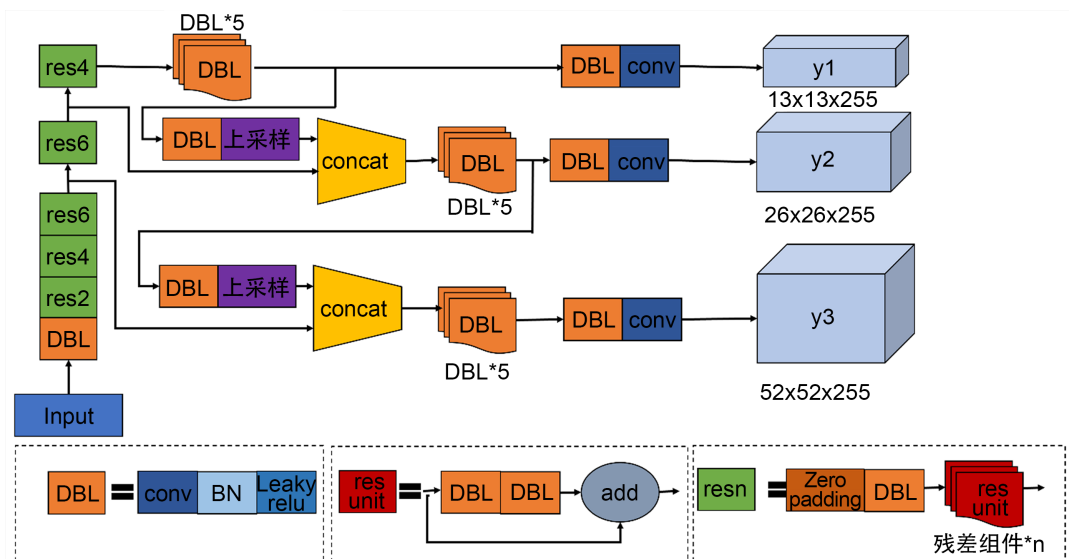 DBL*5
res4
DBL
DBL conv
y1
13x13x255
res6
DBL 上采样
concat
DBL
DBL*5
DBL conv
y2
26x26x255
res6
res4
res2
DBL
Input
DBL 上采样
concat
DBL
DBL*5
DBL conv
y3
52x52x255
DBL = conv BN Leaky relu
res unit = DBL DBL add
resn = Zero padding DBL res unit
残差组件*n